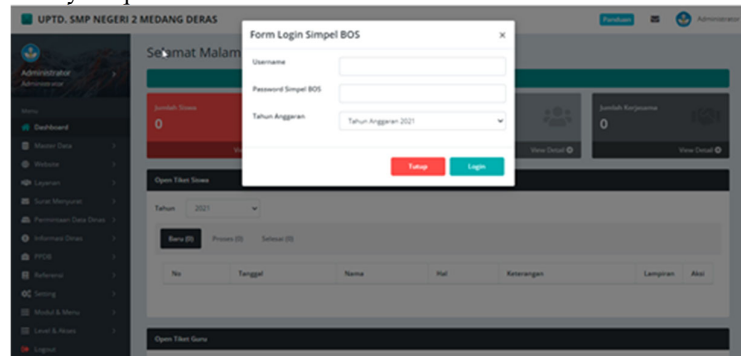 UPTD. SMP NEGERI 2 MEDANG DERAS
Panduan
Administrator
Administrator
Administrator
Menu
Dashboard
Master Data
Website
Layanan
Surat Menyurat
Permintaan Data Dinas
Informasi Dinas
PPDB
Referensi
Setting
Modul & Menu
Level & Akses
Logout
Selamat Malam
Form Login Simpel BOS
×
Username
Password Simpel BOS
Tahun Anggaran
Tahun Anggaran 2021
Tutup
Login
Jumlah Siswa
0
View Detail
Jumlah Kerjasama
0
View Detail
Open Tiket Siswa
Tahun
2021
Baru (0)
Proses (0)
Selesai (0)
No
Tanggal
Nama
Hal
Keterangan
Lampiran
Aksi
Open Tiket Guru